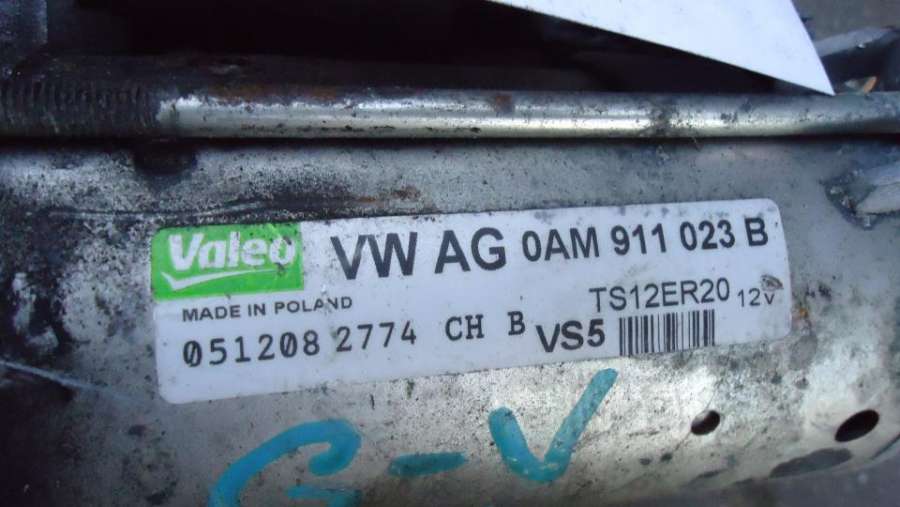 Valeo VW AG 0AM 911 023 B
MADE IN POLAND TS12ER20 12V
051208 2774 CH B VS5
G-V